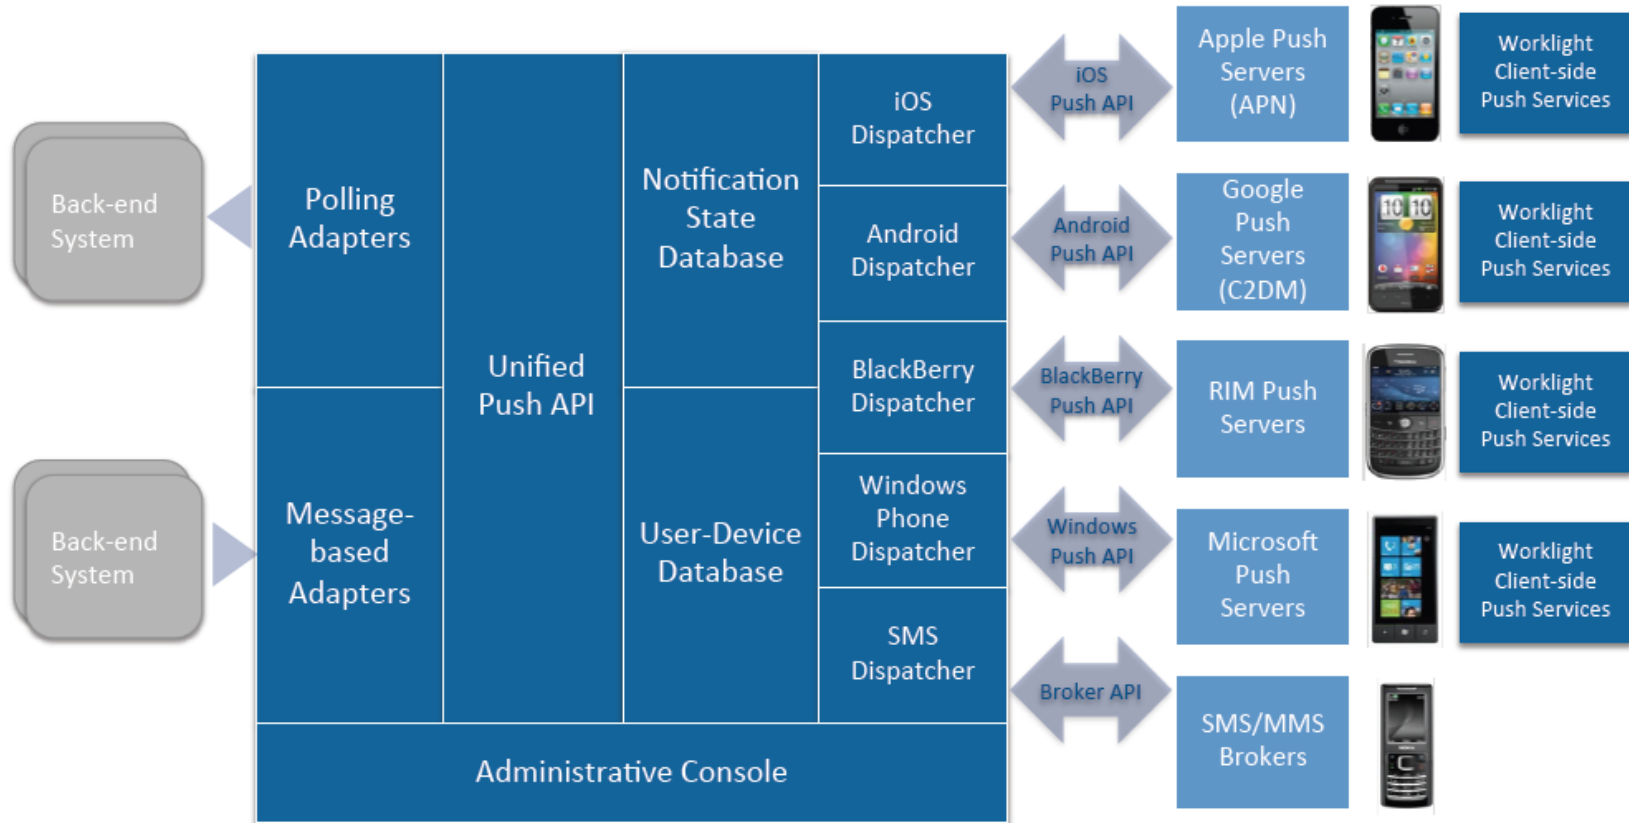 Back-end
System
Back-end
System
Polling
Adapters
Message-
based
Adapters
Unified
Push API
Notification
State
Database
User-Device
Database
iOS
Dispatcher
Android
Dispatcher
BlackBerry
Dispatcher
Windows
Phone
Dispatcher
SMS
Dispatcher
Administrative Console
iOS
Push API
Android
Push API
BlackBerry
Push API
Windows
Push API
Broker API
Apple Push
Servers
(APN)
Google
Push
Servers
(C2DM)
RIM Push
Servers
Microsoft
Push
Servers
SMS/MMS
Brokers
10 10
Worklight
Client-side
Push Services
Worklight
Client-side
Push Services
Worklight
Client-side
Push Services
Worklight
Client-side
Push Services